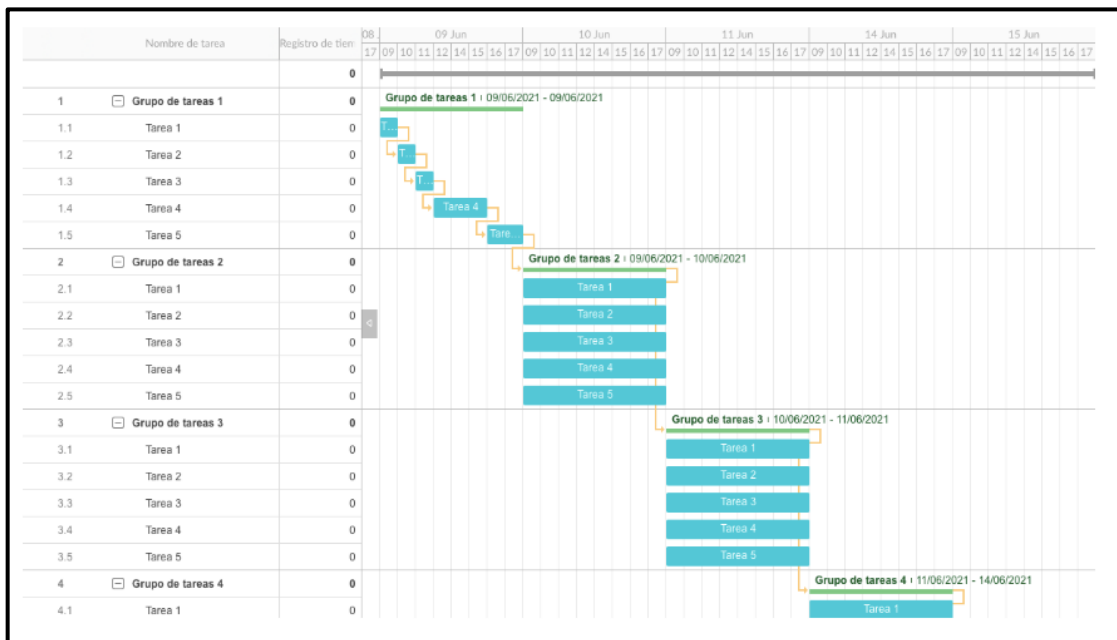 Nombre de tarea Registro de tiem 08 . 09 Jun 10 Jun 11 Jun 14 Jun 15 Jun
17 09 10 11 12 14 15 16 17 09 10 11 12 14 15 16 17 09 10 11 12 14 15 16 17 09 10 11 12 14 15 16 17 09 10 11 12 14 15 16 17
0
1 Grupo de tareas 1 0 Grupo de tareas 1 09/06/2021 - 09/06/2021
1.1 Tarea 1 0 T...
1.2 Tarea 2 0 T...
1.3 Tarea 3 0 T...
1.4 Tarea 4 0 Tarea 4
1.5 Tarea 5 0 Tare...
2 Grupo de tareas 2 0 Grupo de tareas 2 09/06/2021 - 10/06/2021
2.1 Tarea 1 0 Tarea 1
2.2 Tarea 2 0 Tarea 2
2.3 Tarea 3 0 Tarea 3
2.4 Tarea 4 0 Tarea 4
2.5 Tarea 5 0 Tarea 5
3 Grupo de tareas 3 0 Grupo de tareas 3 10/06/2021 - 11/06/2021
3.1 Tarea 1 0 Tarea 1
3.2 Tarea 2 0 Tarea 2
3.3 Tarea 3 0 Tarea 3
3.4 Tarea 4 0 Tarea 4
3.5 Tarea 5 0 Tarea 5
4 Grupo de tareas 4 0 Grupo de tareas 4 11/06/2021 - 14/06/2021
4.1 Tarea 1 0 Tarea 1